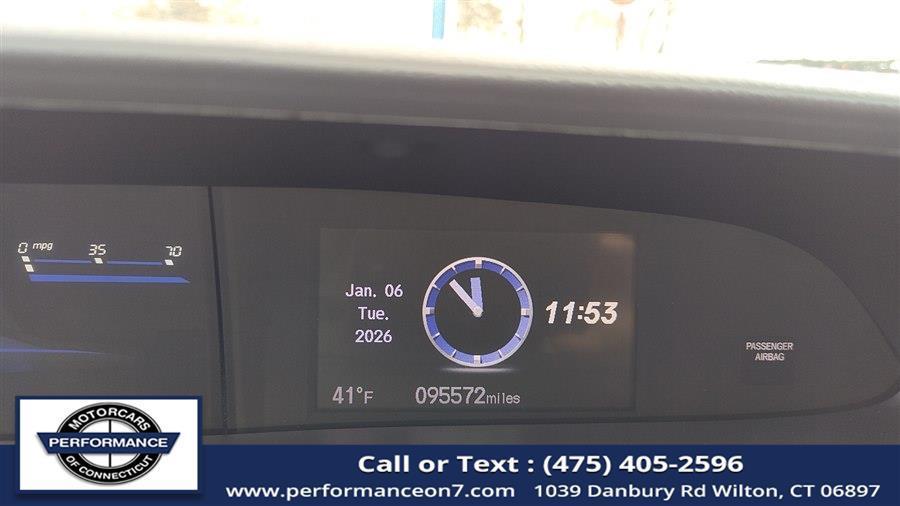 0 mpg 35 70
Jan. 06
Tue.
2026
11:53
41°F 095572miles
PASSENGER
AIRBAG
MOTORCARS
PERFORMANCE
OF CONNECTICUT
Call or Text : (475) 405-2596
www.performanceon7.com 1039 Danbury Rd Wilton, CT 06897